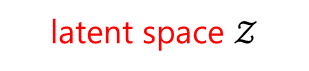 latent space 𝒵